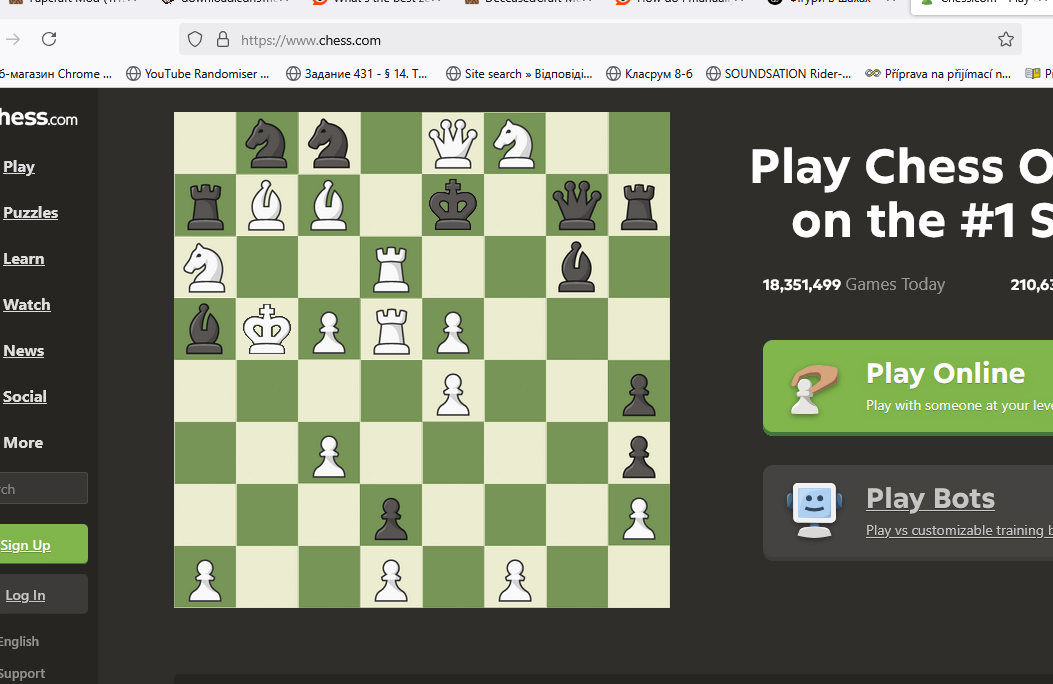 https://www.chess.com
б-магазин Chrome ...
YouTube Randomiser ...
Задание 431 - § 14. Т...
Site search » Відповіді...
Класрум 8-б
SOUNDSATION Rider-...
Příprava na přijímací n...
hess.com
Play
Puzzles
Learn
Watch
News
Social
More
rch
Sign Up
Log In
English
Support
Play Chess O
on the #1 S
18,351,499 Games Today
210,63
Play Online
Play with someone at your leve
Play Bots
Play vs customizable training b